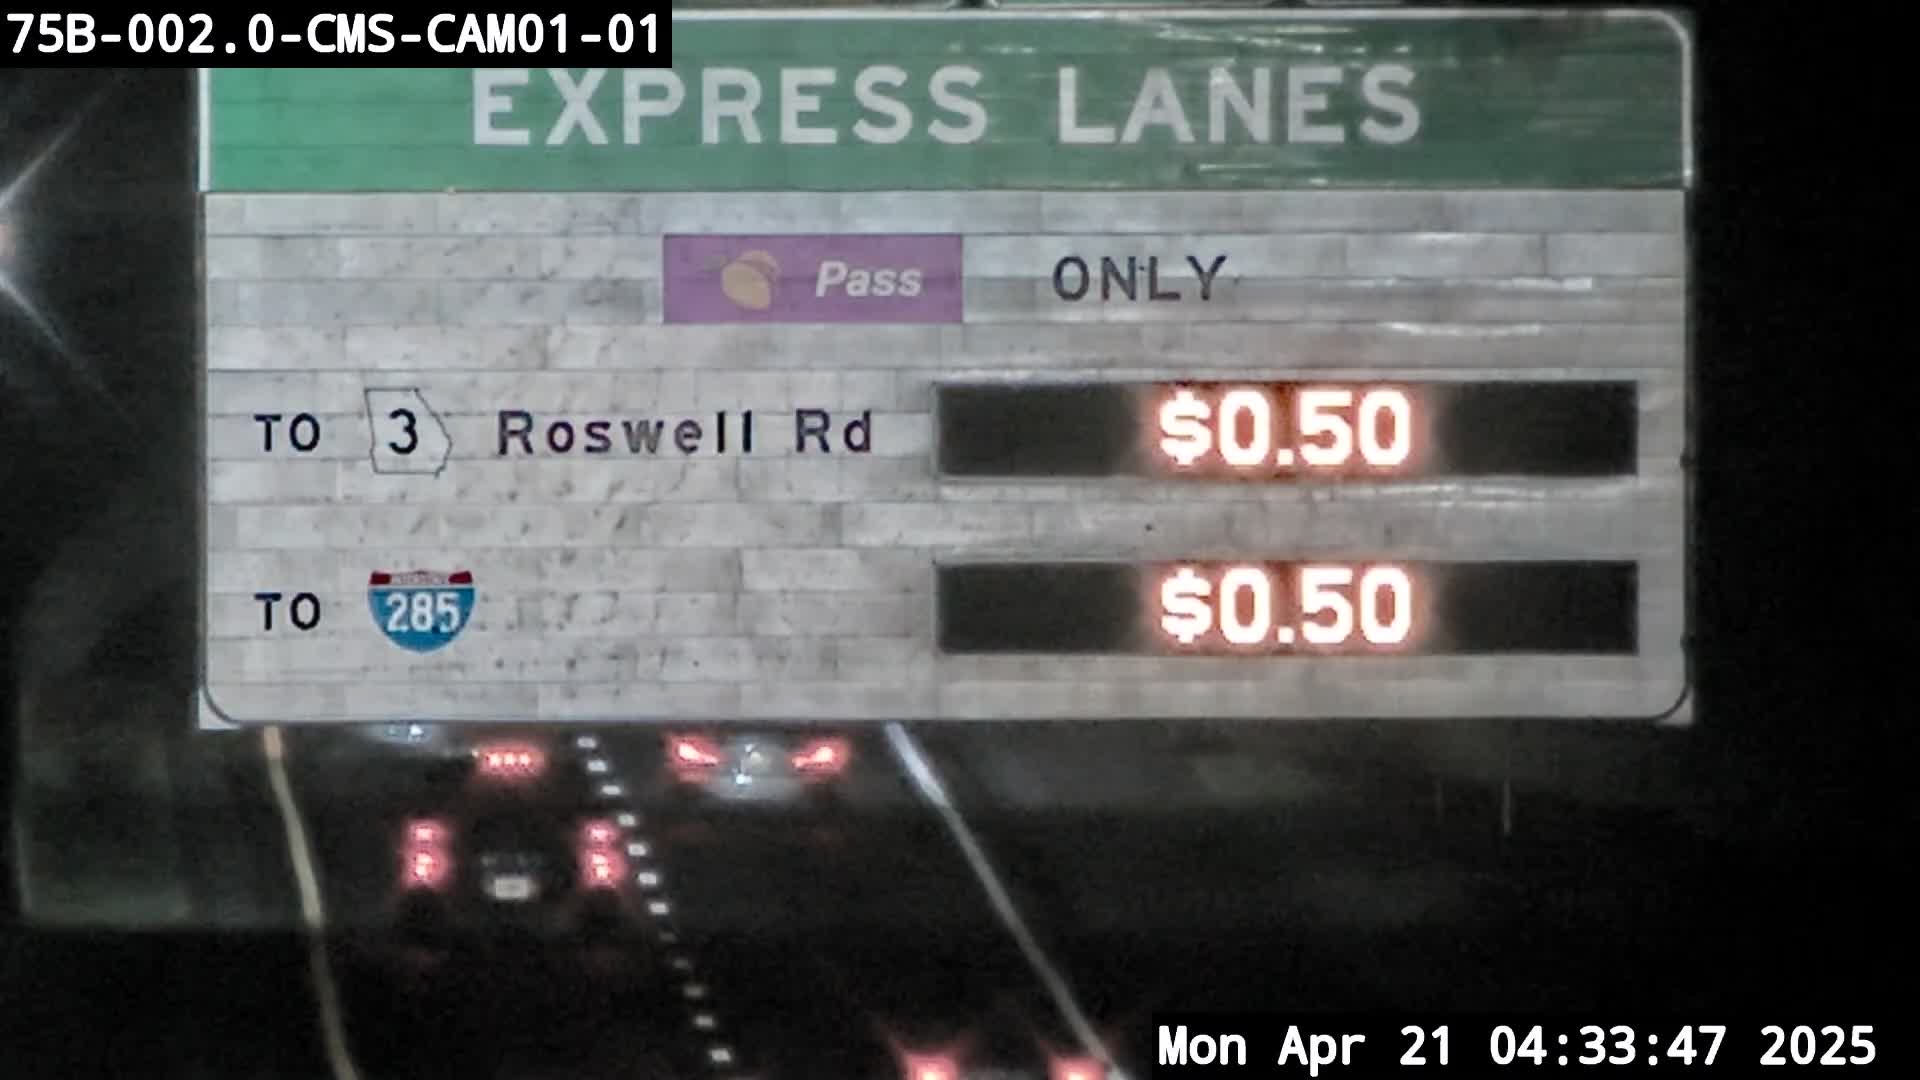 75B-002.0-CMS-CAM01-01
EXPRESS LANES
Pass ONLY
TO 3 Roswell Rd $0.50
TO 285 $0.50
Mon Apr 21 04:33:47 2025